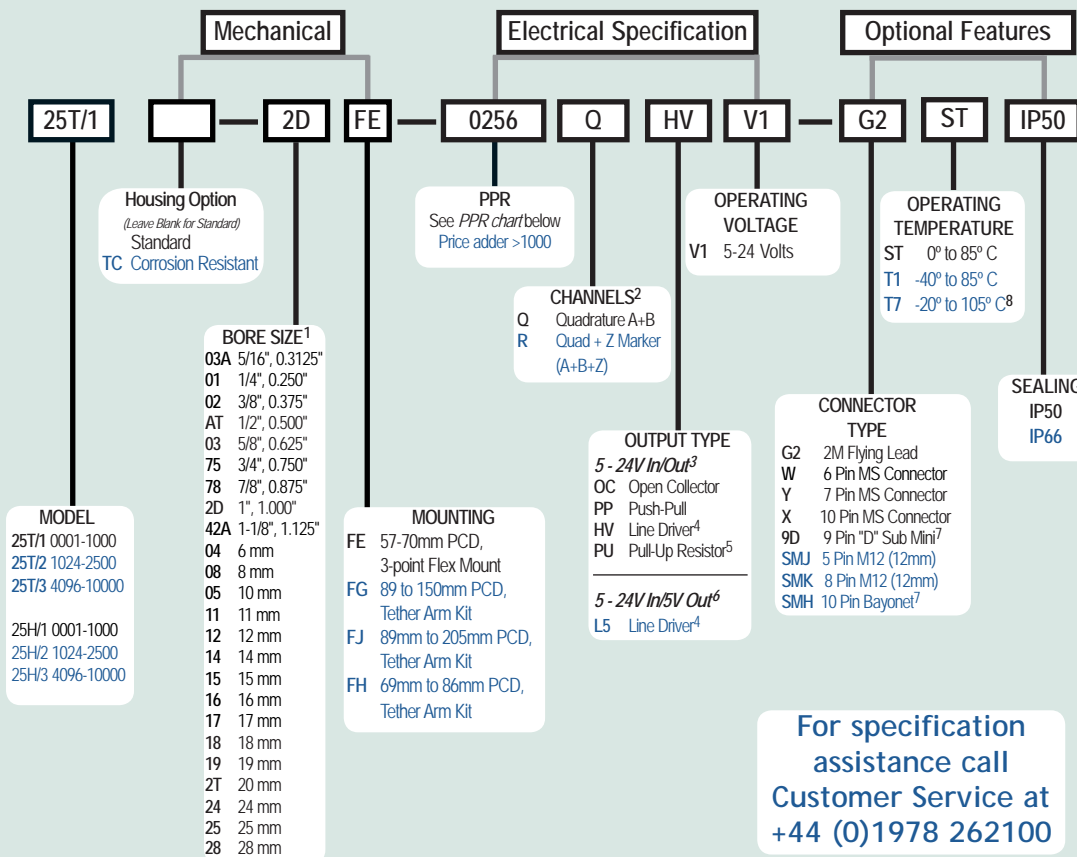 Mechanical
Electrical Specification
Optional Features
25T/1
2D
FE
0256
Q
HV
V1
G2
ST
IP50
Housing Option
(Leave Blank for Standard)
Standard
TC Corrosion Resistant
BORE SIZE1
03A 5/16", 0.3125"
01 1/4", 0.250"
02 3/8", 0.375"
AT 1/2", 0.500"
03 5/8", 0.625"
75 3/4", 0.750"
78 7/8", 0.875"
2D 1", 1.000"
42A 1-1/8", 1.125"
04 6 mm
08 8 mm
05 10 mm
11 11 mm
12 12 mm
14 14 mm
15 15 mm
16 16 mm
17 17 mm
18 18 mm
19 19 mm
2T 20 mm
24 24 mm
25 25 mm
28 28 mm
MODEL
25T/1 0001-1000
25T/2 1024-2500
25T/3 4096-10000
25H/1 0001-1000
25H/2 1024-2500
25H/3 4096-10000
MOUNTING
FE 57-70mm PCD,
3-point Flex Mount
FG 89 to 150mm PCD,
Tether Arm Kit
FJ 89mm to 205mm PCD,
Tether Arm Kit
FH 69mm to 86mm PCD,
Tether Arm Kit
PPR
See PPR chart below
Price adder >1000
CHANNELS2
Q Quadrature A+B
R Quad + Z Marker
(A+B+Z)
OUTPUT TYPE
5 - 24V In/Out3
OC Open Collector
PP Push-Pull
HV Line Driver4
PU Pull-Up Resistor5
5 - 24V In/5V Out6
L5 Line Driver4
OPERATING
VOLTAGE
V1 5-24 Volts
CONNECTOR
TYPE
G2 2M Flying Lead
W 6 Pin MS Connector
Y 7 Pin MS Connector
X 10 Pin MS Connector
9D 9 Pin "D" Sub Mini7
SMJ 5 Pin M12 (12mm)
SMK 8 Pin M12 (12mm)
SMH 10 Pin Bayonet7
OPERATING
TEMPERATURE
ST 0º to 85º C
T1 -40º to 85º C
T7 -20º to 105º C8
SEALING
IP50
IP66
For specification
assistance call
Customer Service at
+44 (0)1978 262100